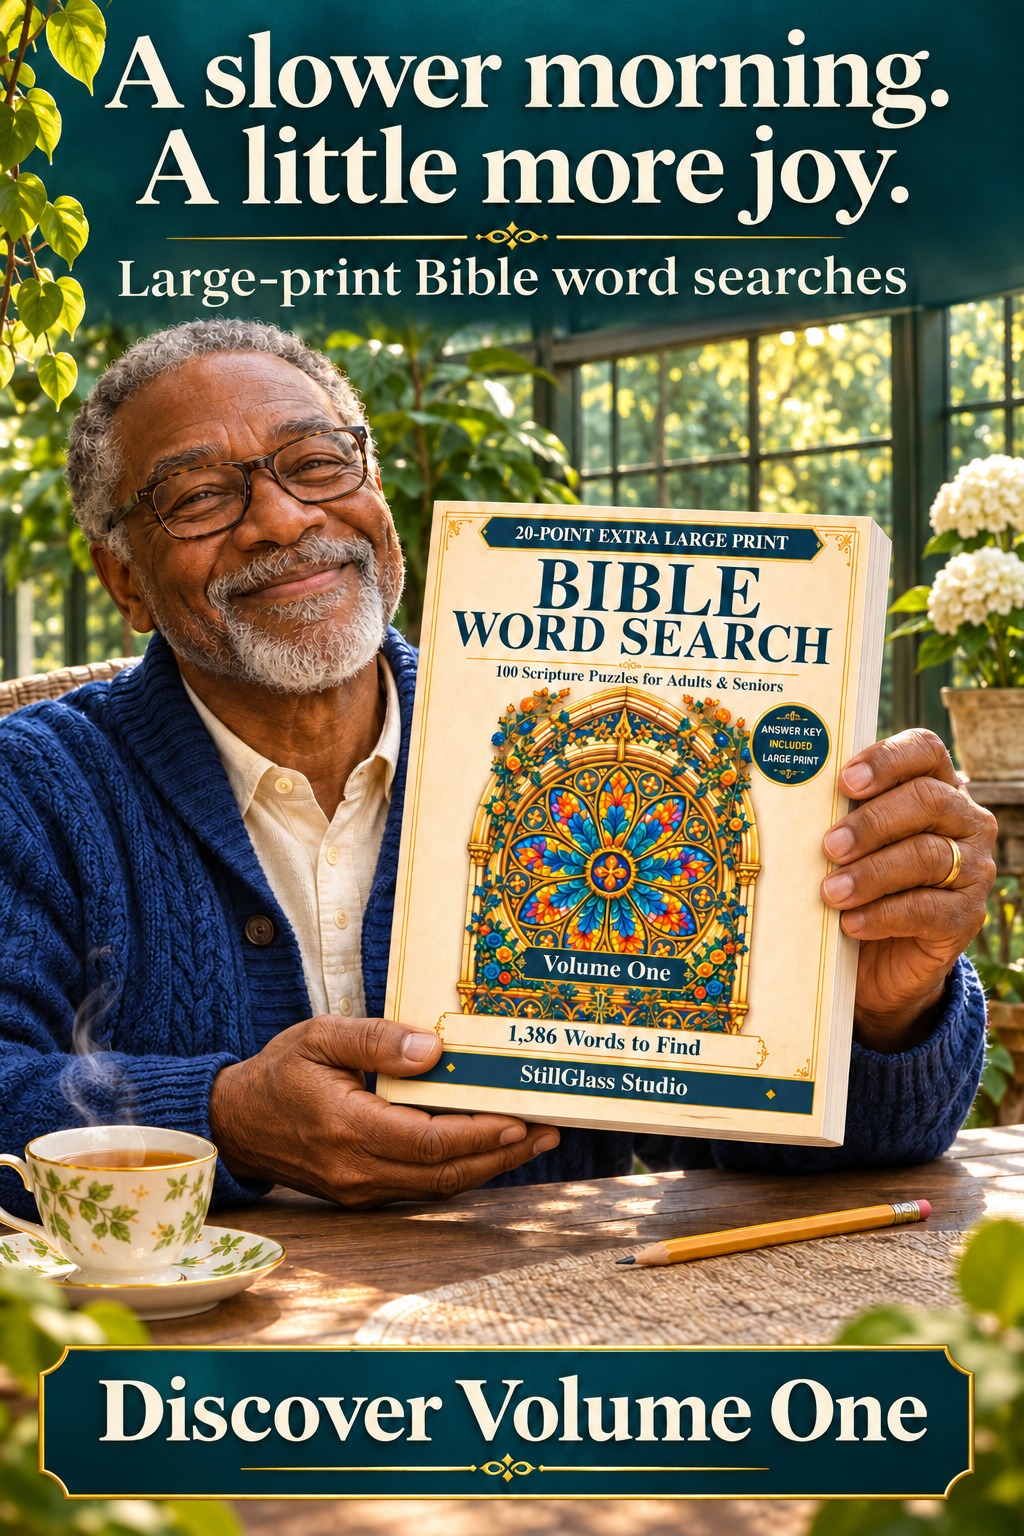 A slower morning.
A little more joy.
Large-print Bible word searches
20-POINT EXTRA LARGE PRINT
BIBLE
WORD SEARCH
100 Scripture Puzzles for Adults & Seniors
ANSWER KEY
INCLUDED
LARGE PRINT
Volume One
1,386 Words to Find
StillGlass Studio
Discover Volume One